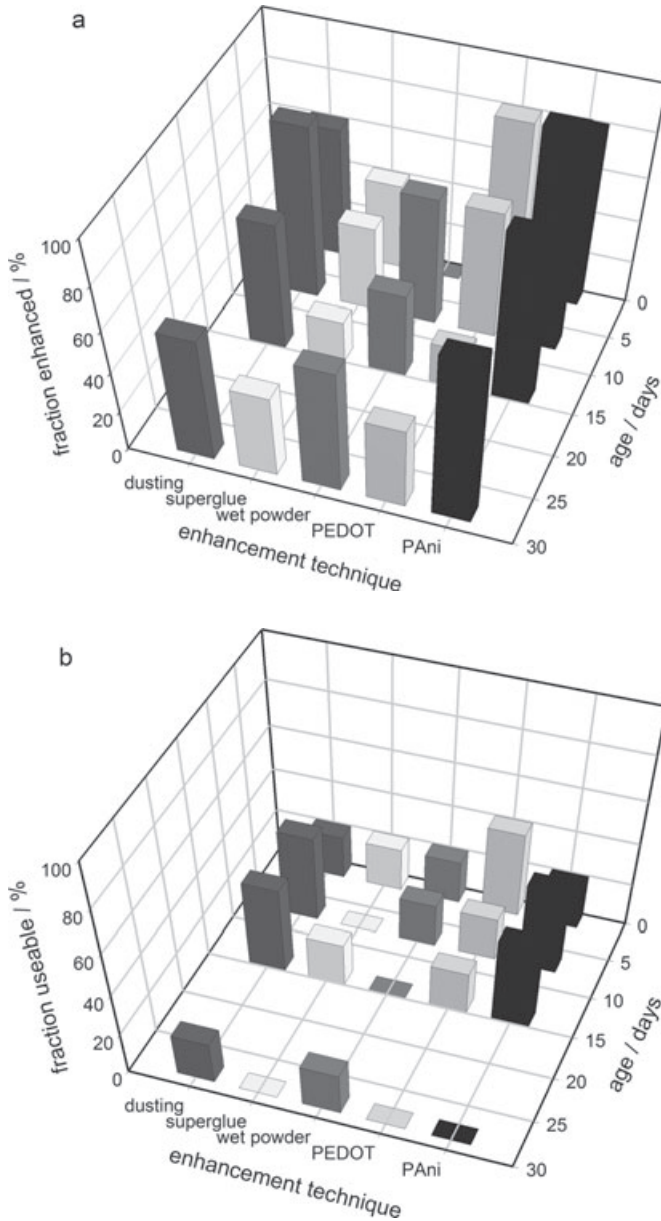 a
fraction enhanced / %
100
80
60
40
20
0
dusting
superglue
wet powder
PEDOT
PAni
enhancement technique
0
5
10
15
20
25
30
age / days
b
fraction useable / %
100
80
60
40
20
0
dusting
superglue
wet powder
PEDOT
PAni
enhancement technique
0
5
10
15
20
25
30
age / days